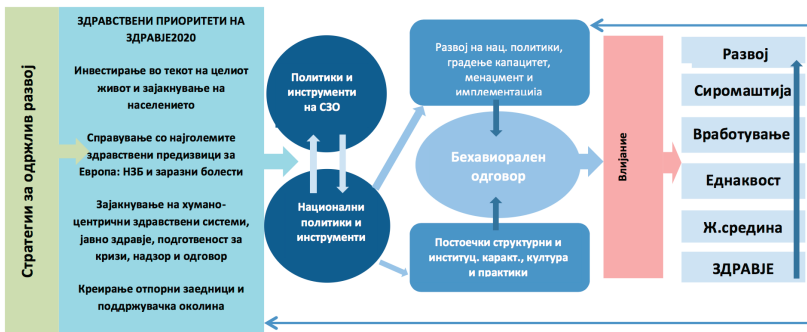 Стратегии за одржлив развој
ЗДРАВСТВЕНИ ПРИОРИТЕТИ НА
ЗДРАВЈЕ2020
Инвестирање во текот на целиот
живот и зајакнување на
населението
Справување со најголемите
здравствени предизвици за
Европа: НЗБ и заразни болести
Зајакнување на хумано-
центрични здравствени системи,
јавно здравје, подготвеност за
кризи, надзор и одговор
Креирање отпорни заедници и
поддржувачка околина
Политики и
инструменти
на СЗО
Национални
политики и
инструменти
Развој на нац. политики,
градење капацитет,
менаџмент и
имплементација
Бехавиорален
одговор
Постоечки структурни и
институц. каракт., култура
и практики
Влијание
Развој
Сиромаштија
Вработување
Еднаквост
Ж.средина
ЗДРАВЈЕ